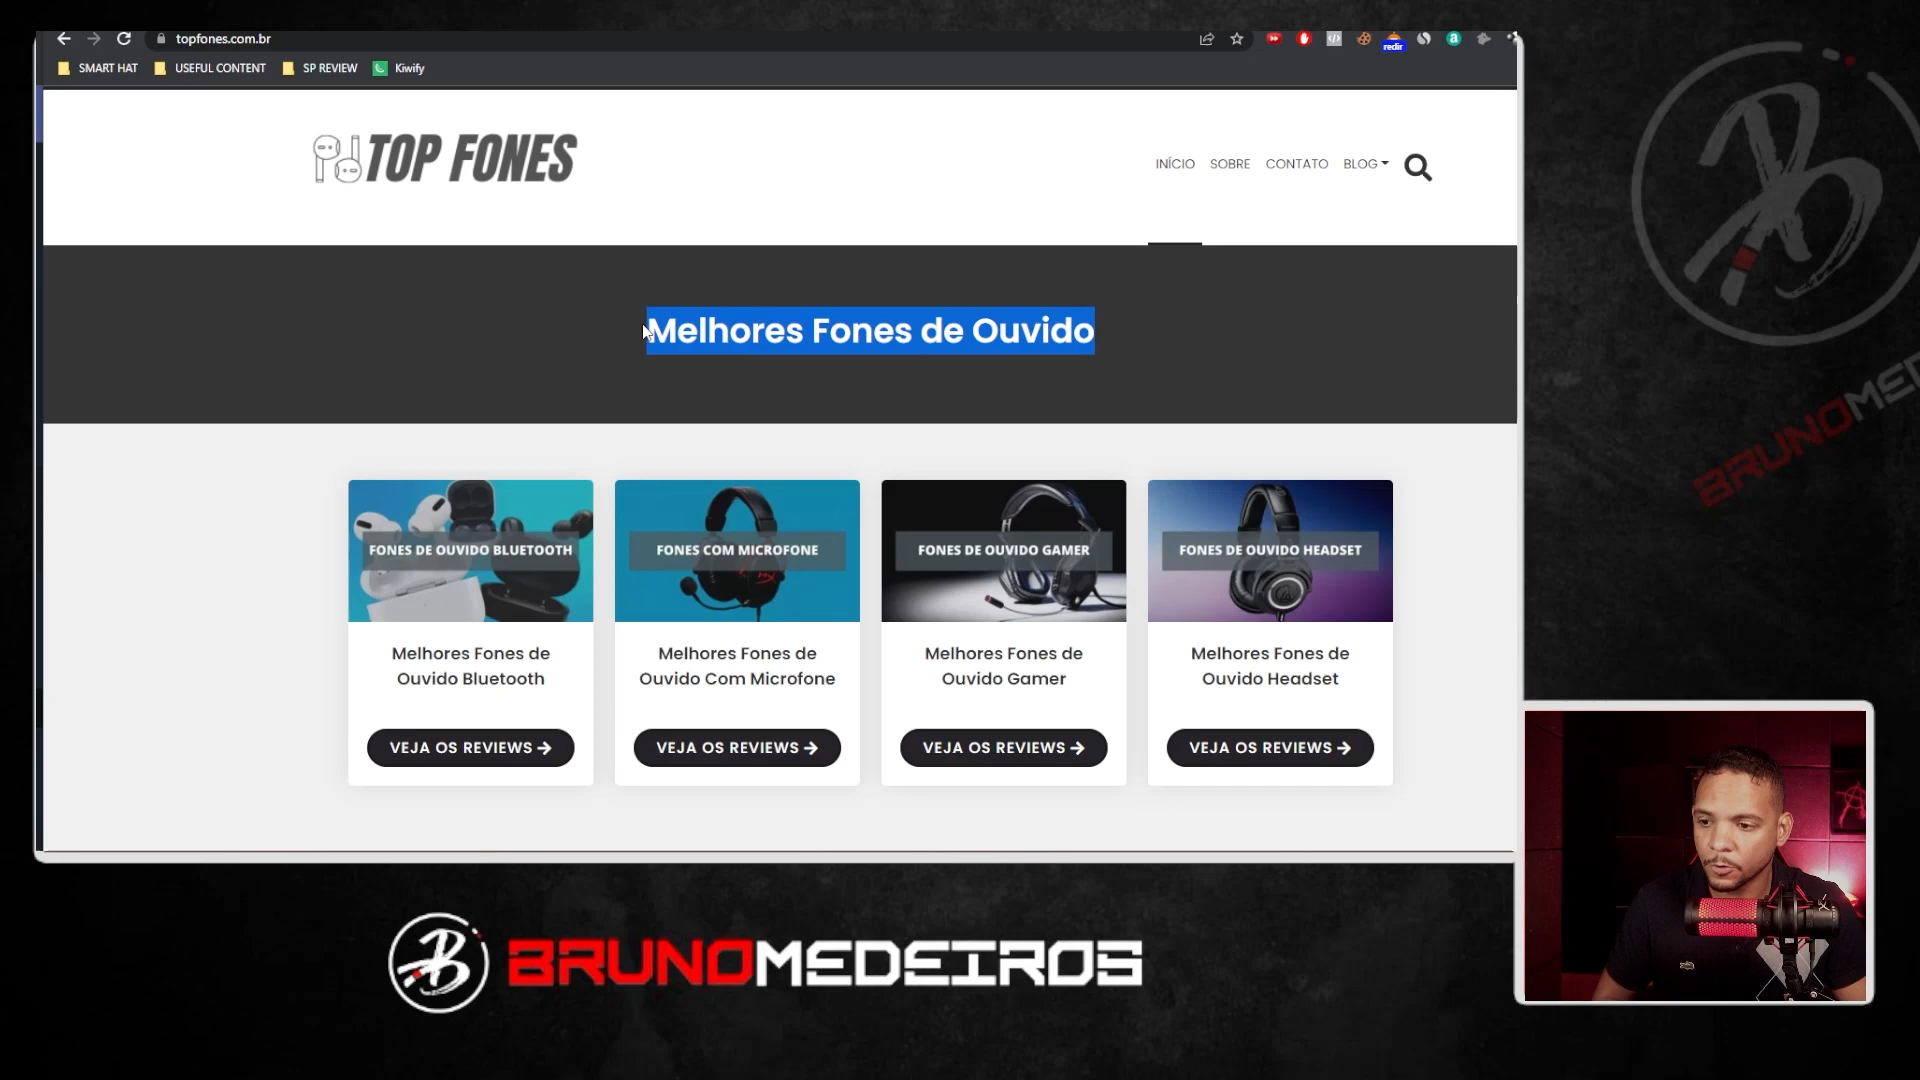 topfones.com.br
redir
SMART HAT
USEFUL CONTENT
SP REVIEW
Kiwify
TOP FONES
INÍCIO
SOBRE
CONTATO
BLOG
Melhores Fones de Ouvido
FONES DE OUVIDO BLUETOOTH
FONES COM MICROFONE
FONES DE OUVIDO GAMER
FONES DE OUVIDO HEADSET
Melhores Fones de
Ouvido Bluetooth
Melhores Fones de
Ouvido Com Microfone
Melhores Fones de
Ouvido Gamer
Melhores Fones de
Ouvido Headset
VEJA OS REVIEWS
VEJA OS REVIEWS
VEJA OS REVIEWS
VEJA OS REVIEWS
BRUNOMEDEIROS
BRUNOMED